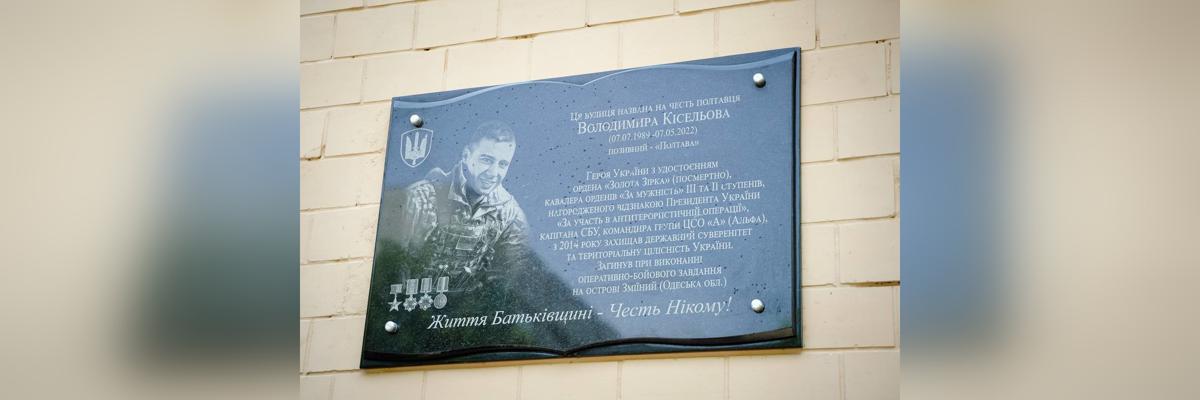 Ця вулиця названа на честь полтавця
Володимира Кісельова
(07.07.1989 -07.05.2022)
позивний - «Полтава»
Героя України з удостоєнням
ордена «Золота Зірка» (посмертно),
кавалера орденів «За мужність» III та II ступенів,
нагородженого відзнакою Президента України
«За участь в антитерористичній операції»,
капітана СБУ, командира групи ЦСО «А» (Альфа),
з 2014 року захищав державний суверенітет
та територіальну цілісність України.
Загинув при виконанні
оперативно-бойового завдання
на острові Зміїний (Одеська обл.)
Життя Батьківщині - Честь Нікому!